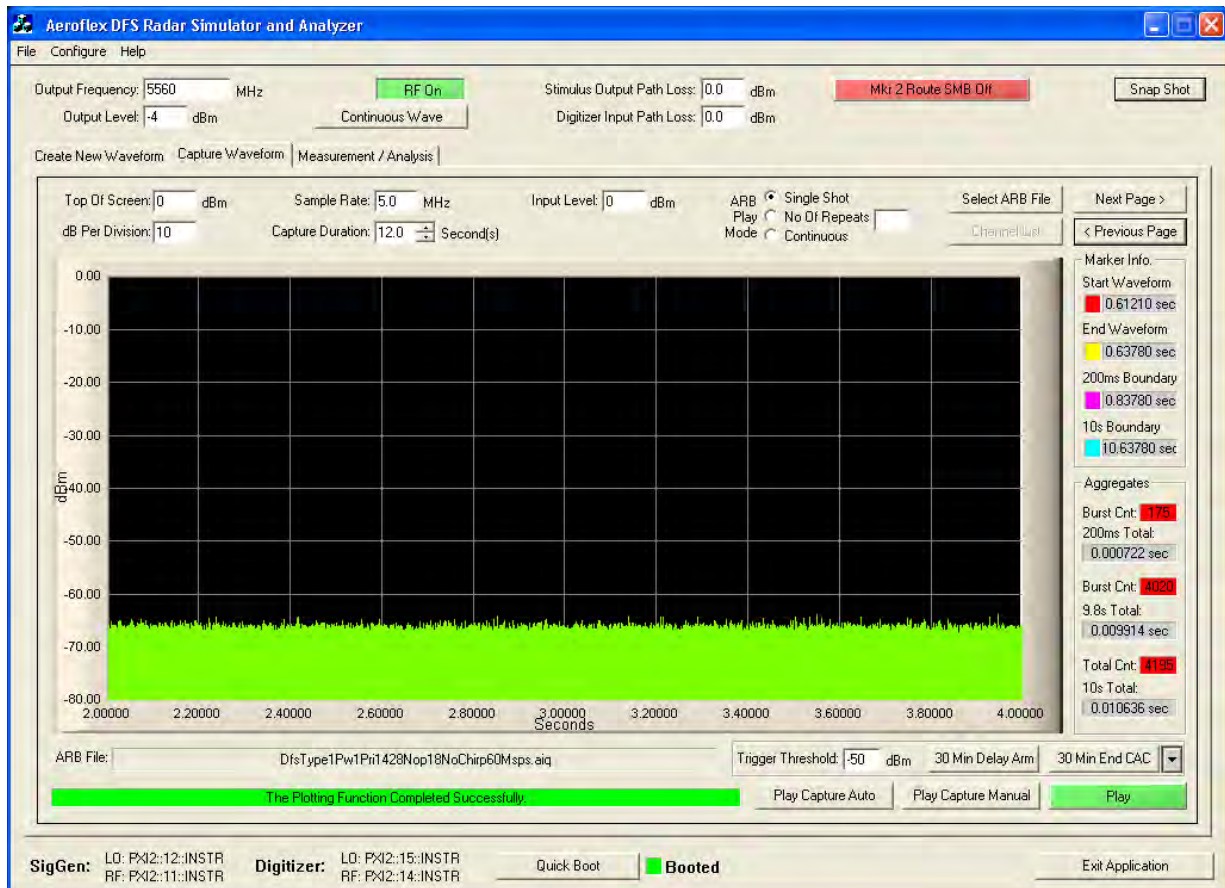 Aeroflex DFS Radar Simulator and Analyzer
File Configure Help
Output Frequency: 5560 MHz RF On Stimulus Output Path Loss: 0.0 dBm Mkr 2 Route SMB Off Snap Shot
Output Level: -4 dBm Continuous Wave Digitizer Input Path Loss: 0.0 dBm
Create New Waveform Capture Waveform Measurement / Analysis
Top Of Screen: 0 dBm Sample Rate: 5.0 MHz Input Level: 0 dBm ARB Single Shot Select ARB File Next Page >
Play No Of Repeats
dB Per Division: 10 Capture Duration: 12.0 Second(s) Mode Continuous Channel List < Previous Page
Marker Info.
Start Waveform
0.61210 sec
End Waveform
0.63780 sec
200ms Boundary
0.83780 sec
10s Boundary
10.63780 sec
Aggregates
Burst Cnt: 175
200ms Total:
0.000722 sec
Burst Cnt: 4020
9.8s Total:
0.009914 sec
Total Cnt: 4195
10s Total:
0.010636 sec
0.00
-10.00
-20.00
-30.00
-40.00
-50.00
-60.00
-70.00
-80.00
dBm
2.00000 2.20000 2.40000 2.60000 2.80000 3.00000 3.20000 3.40000 3.60000 3.80000 4.00000
Seconds
ARB File: DfsType1Pw1Pri1428Nop18NoChirp60Msps.aiq Trigger Threshold: -50 dBm 30 Min Delay Arm 30 Min End CAC
The Plotting Function Completed Successfully. Play Capture Auto Play Capture Manual Play
SigGen: LO: PXI2::12::INSTR Digitizer: LO: PXI2::15::INSTR Quick Boot Booted Exit Application
RF: PXI2::11::INSTR RF: PXI2::14::INSTR